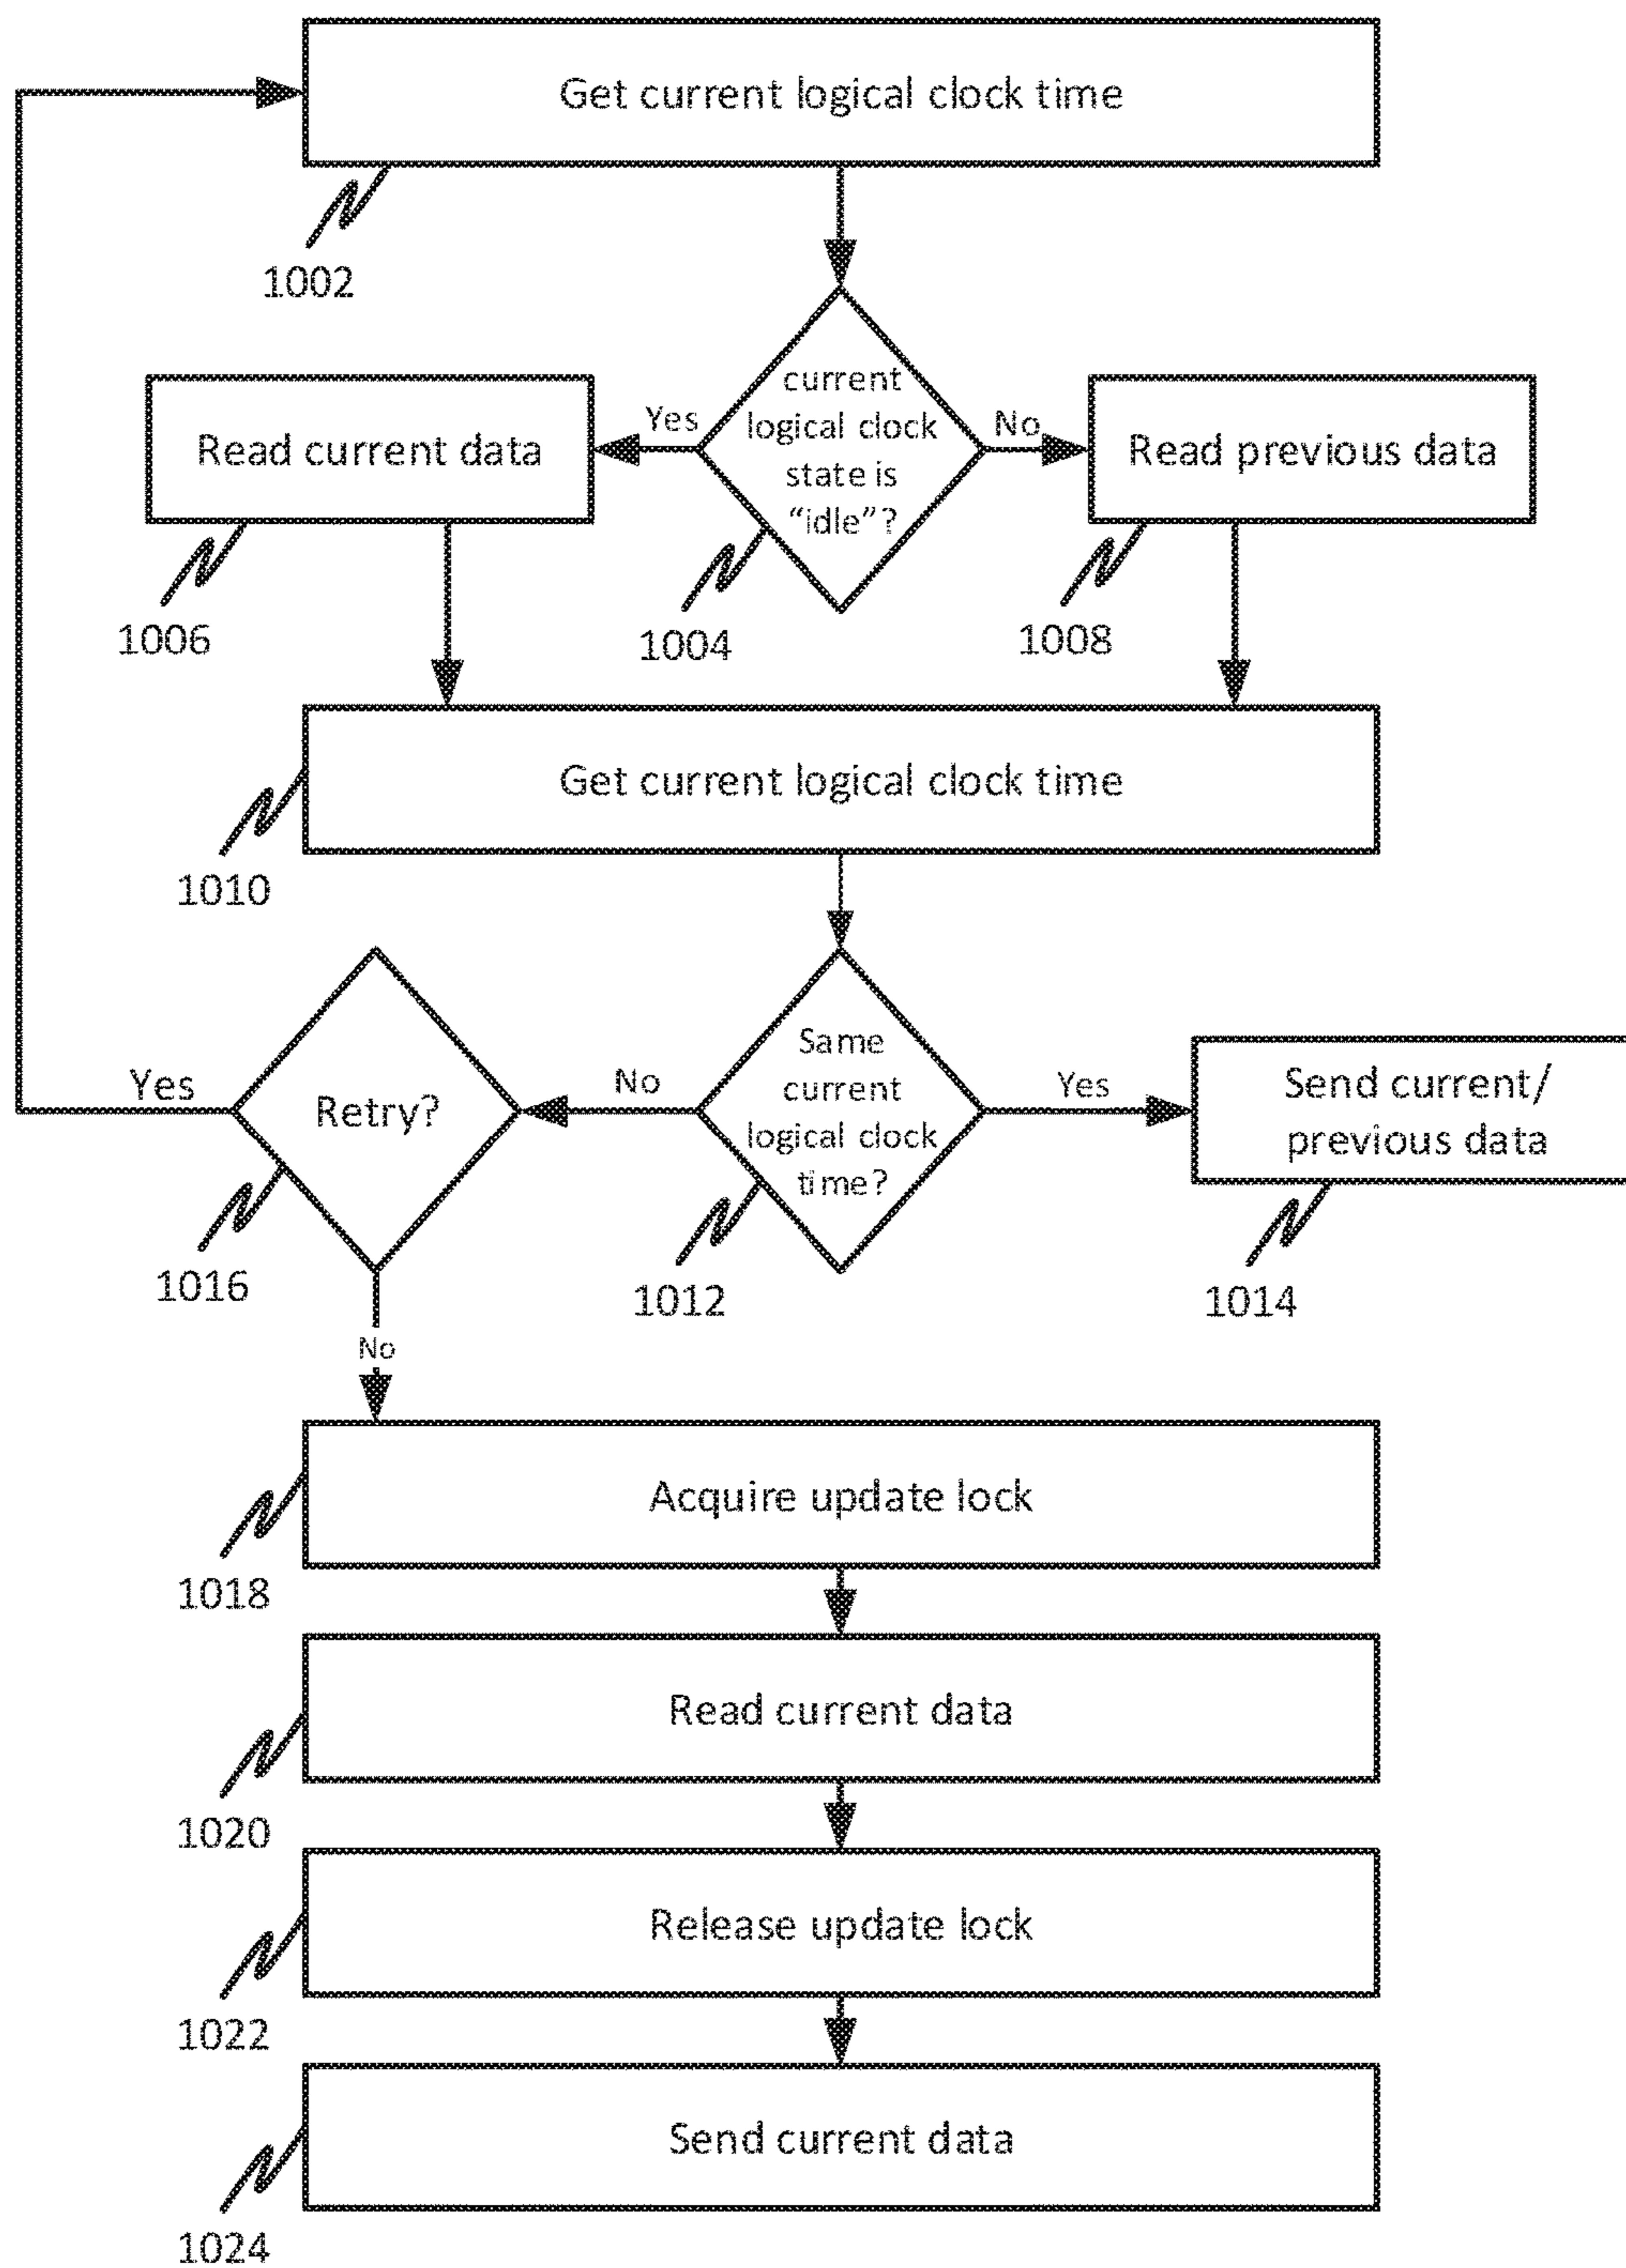 Get current logical clock time
1002
current
logical clock
state is
“idle”?
Yes
No
Read current data
Read previous data
1006
1004
1008
Get current logical clock time
1010
Same
current
logical clock
time?
No
Yes
Retry?
Yes
Send current/
previous data
1016
1012
1014
No
Acquire update lock
1018
Read current data
1020
Release update lock
1022
Send current data
1024